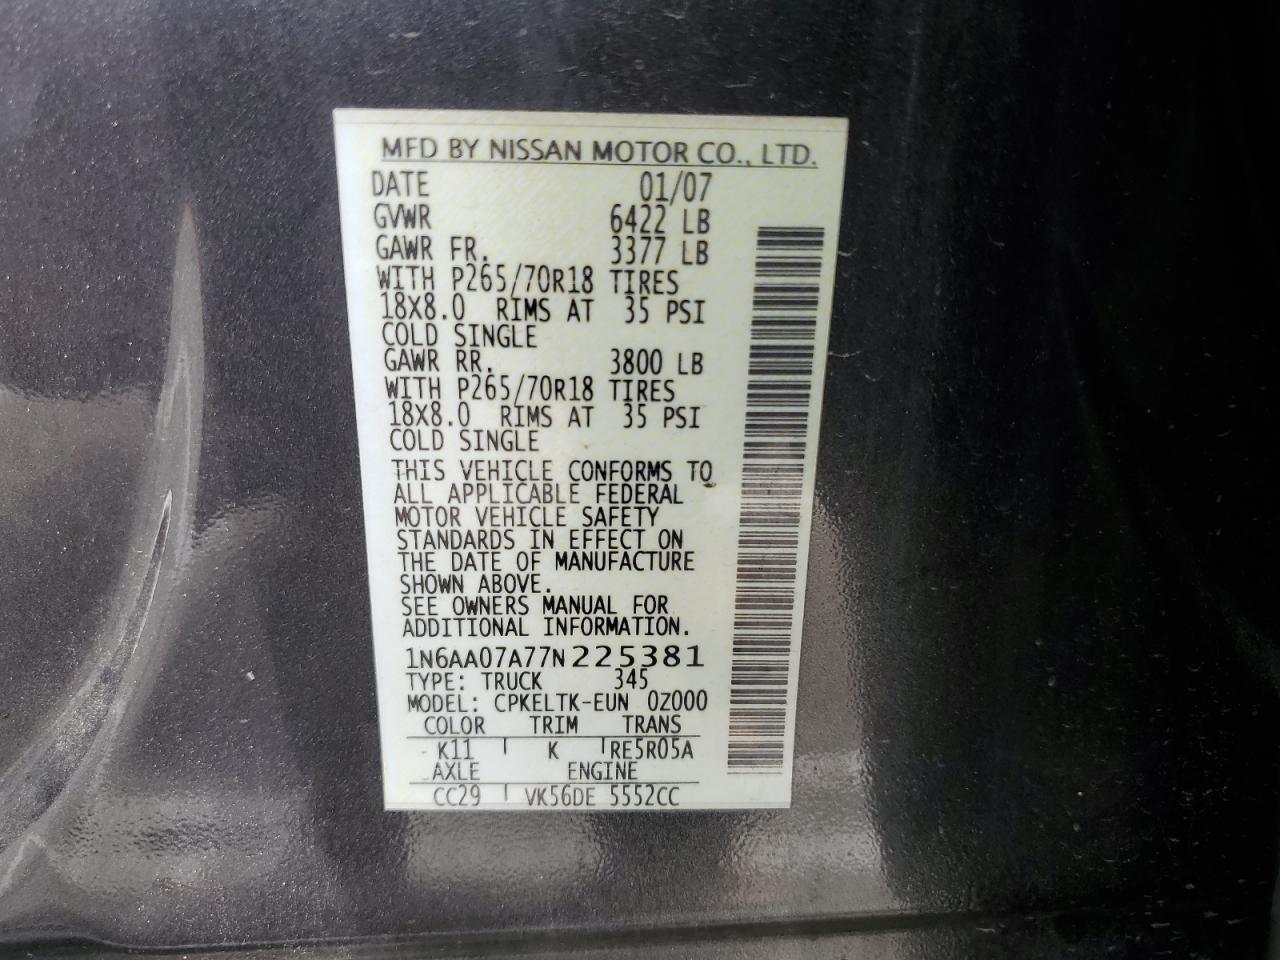 MFD BY NISSAN MOTOR CO., LTD.
DATE 01/07
GVWR 6422 LB
GAWR FR. 3377 LB
WITH P265/70R18 TIRES
18X8.0 RIMS AT 35 PSI
COLD SINGLE
GAWR RR. 3800 LB
WITH P265/70R18 TIRES
18X8.0 RIMS AT 35 PSI
COLD SINGLE
THIS VEHICLE CONFORMS TO
ALL APPLICABLE FEDERAL
MOTOR VEHICLE SAFETY
STANDARDS IN EFFECT ON
THE DATE OF MANUFACTURE
SHOWN ABOVE.
SEE OWNERS MANUAL FOR
ADDITIONAL INFORMATION.
1N6AA07A77N225381
TYPE: TRUCK 345
MODEL: CPKELTK-EUN 0Z000
COLOR TRIM TRANS
K11 K RE5R05A
AXLE ENGINE
CC29 VK56DE 5552CC